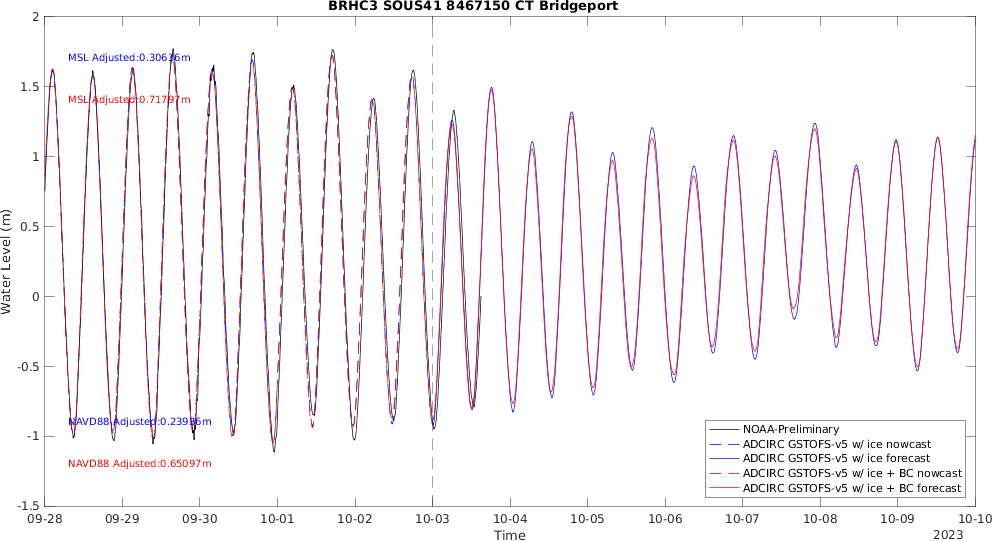 BRHC3 SOUS41 8467150 CT Bridgeport
2
1.5
1
0.5
0
-0.5
-1
-1.5
Water Level (m)
MSL Adjusted:0.30636m
MSL Adjusted:0.71797m
NAVD88 Adjusted:0.23936m
NAVD88 Adjusted:0.65097m
NOAA-Preliminary
ADCIRC GSTOFS-v5 w/ ice nowcast
ADCIRC GSTOFS-v5 w/ ice forecast
ADCIRC GSTOFS-v5 w/ ice + BC nowcast
ADCIRC GSTOFS-v5 w/ ice + BC forecast
09-28 09-29 09-30 10-01 10-02 10-03 10-04 10-05 10-06 10-07 10-08 10-09 10-10
Time
2023